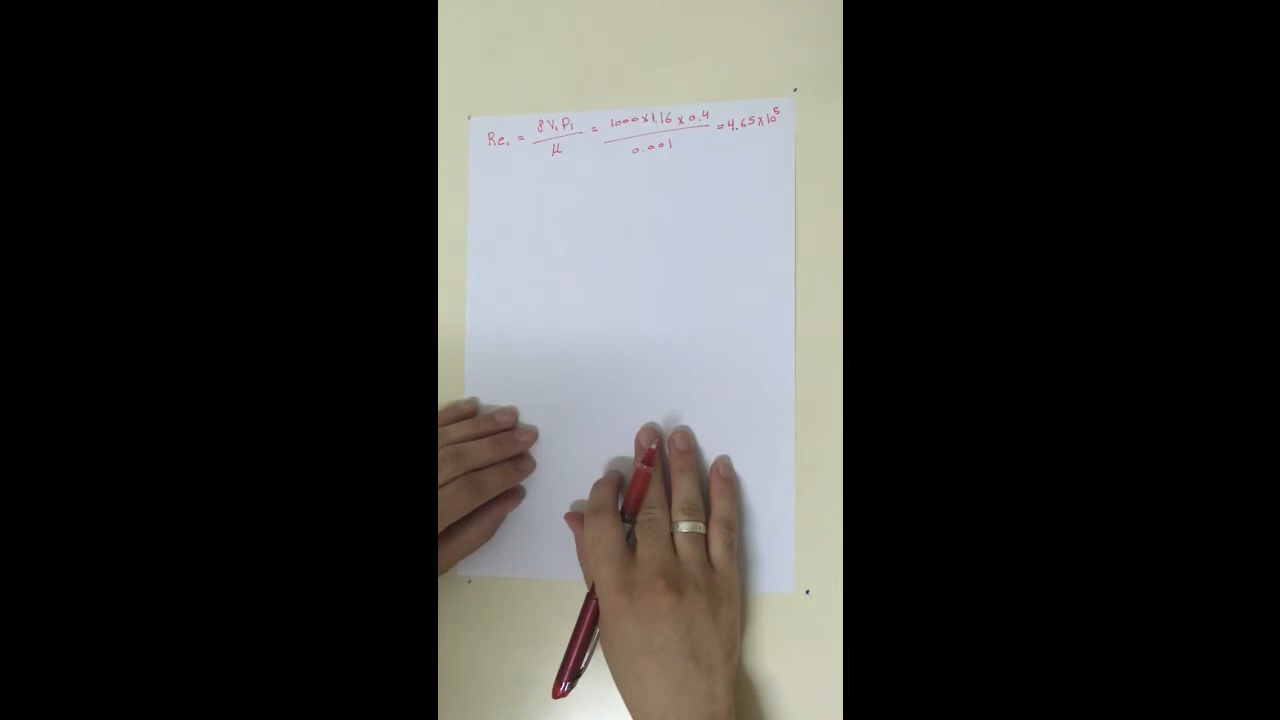 Re₁ = ρV₁D₁/μ = 1000×1.16×0.4/0.001 = 4.65×10⁵